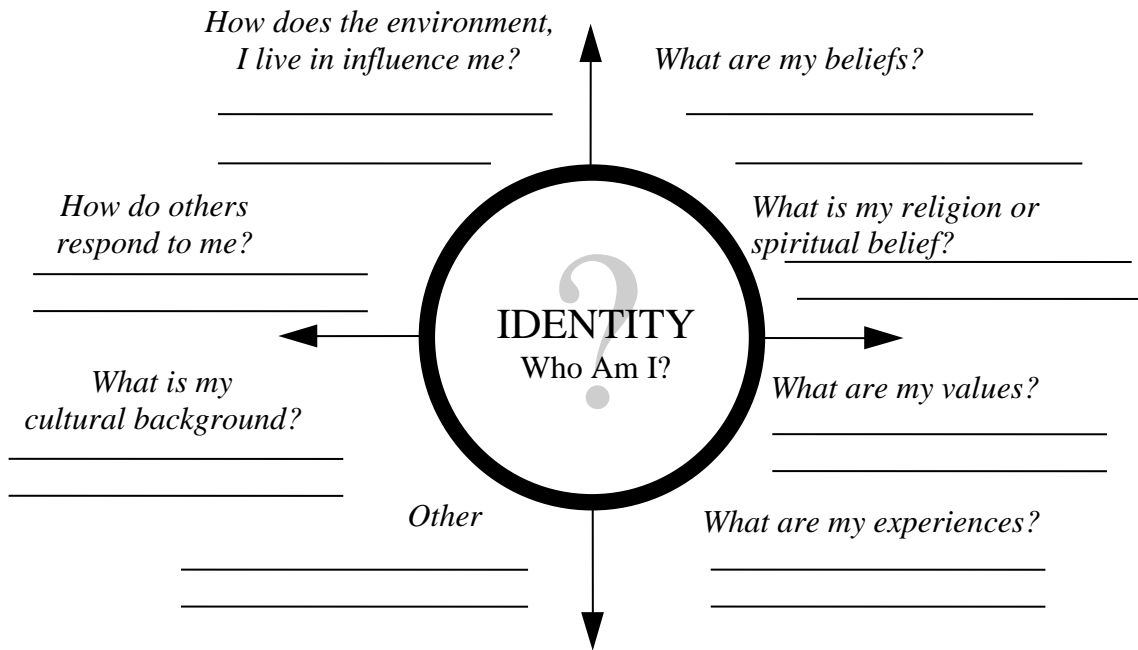 How does the environment,
I live in influence me?
What are my beliefs?
How do others
respond to me?
What is my religion or
spiritual belief?
?
IDENTITY
Who Am I?
What is my
cultural background?
What are my values?
Other
What are my experiences?